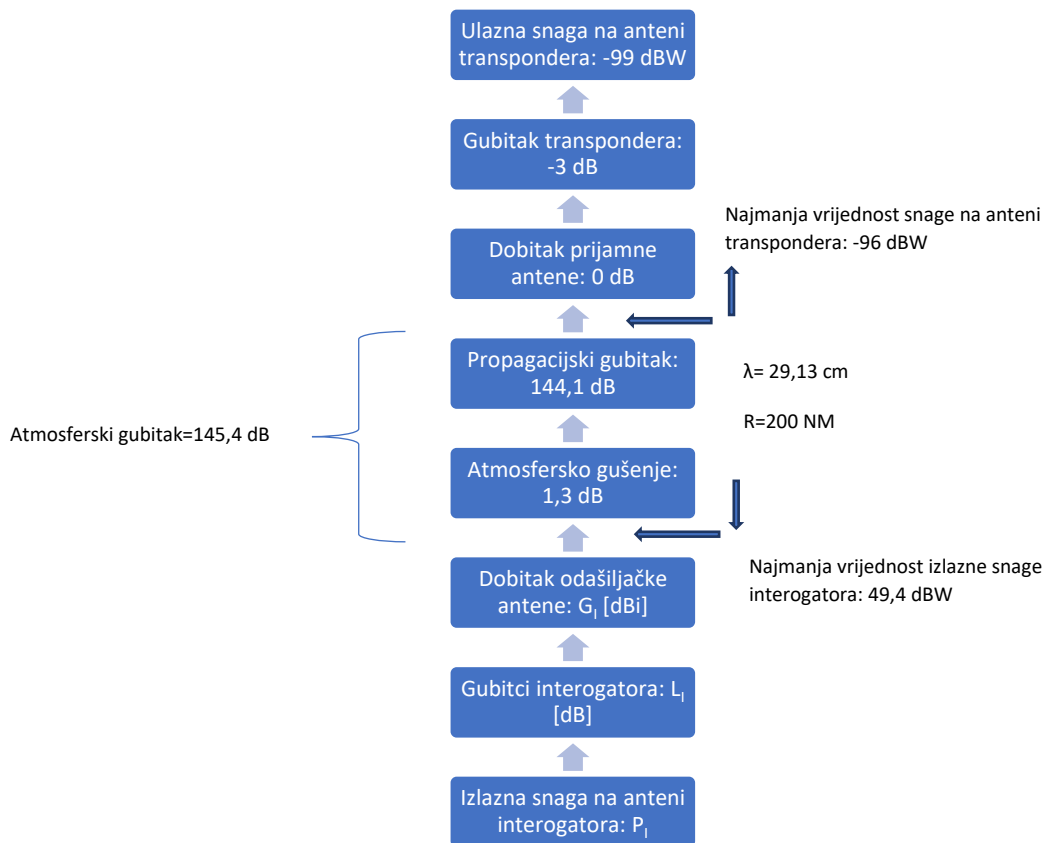 Ulazna snaga na anteni
transpondera: -99 dBW
Gubitak transpondera:
-3 dB
Najmanja vrijednost snage na anteni
transpondera: -96 dBW
Dobitak prijamne
antene: 0 dB
Propagacijski gubitak:
144,1 dB
λ= 29,13 cm
R=200 NM
Atmosferski gubitak=145,4 dB
Atmosfersko gušenje:
1,3 dB
Najmanja vrijednost izlazne snage
interogatora: 49,4 dBW
Dobitak odašiljačke
antene: G_I [dBi]
Gubitci interogatora: L_I
[dB]
Izlazna snaga na anteni
interogatora: P_I